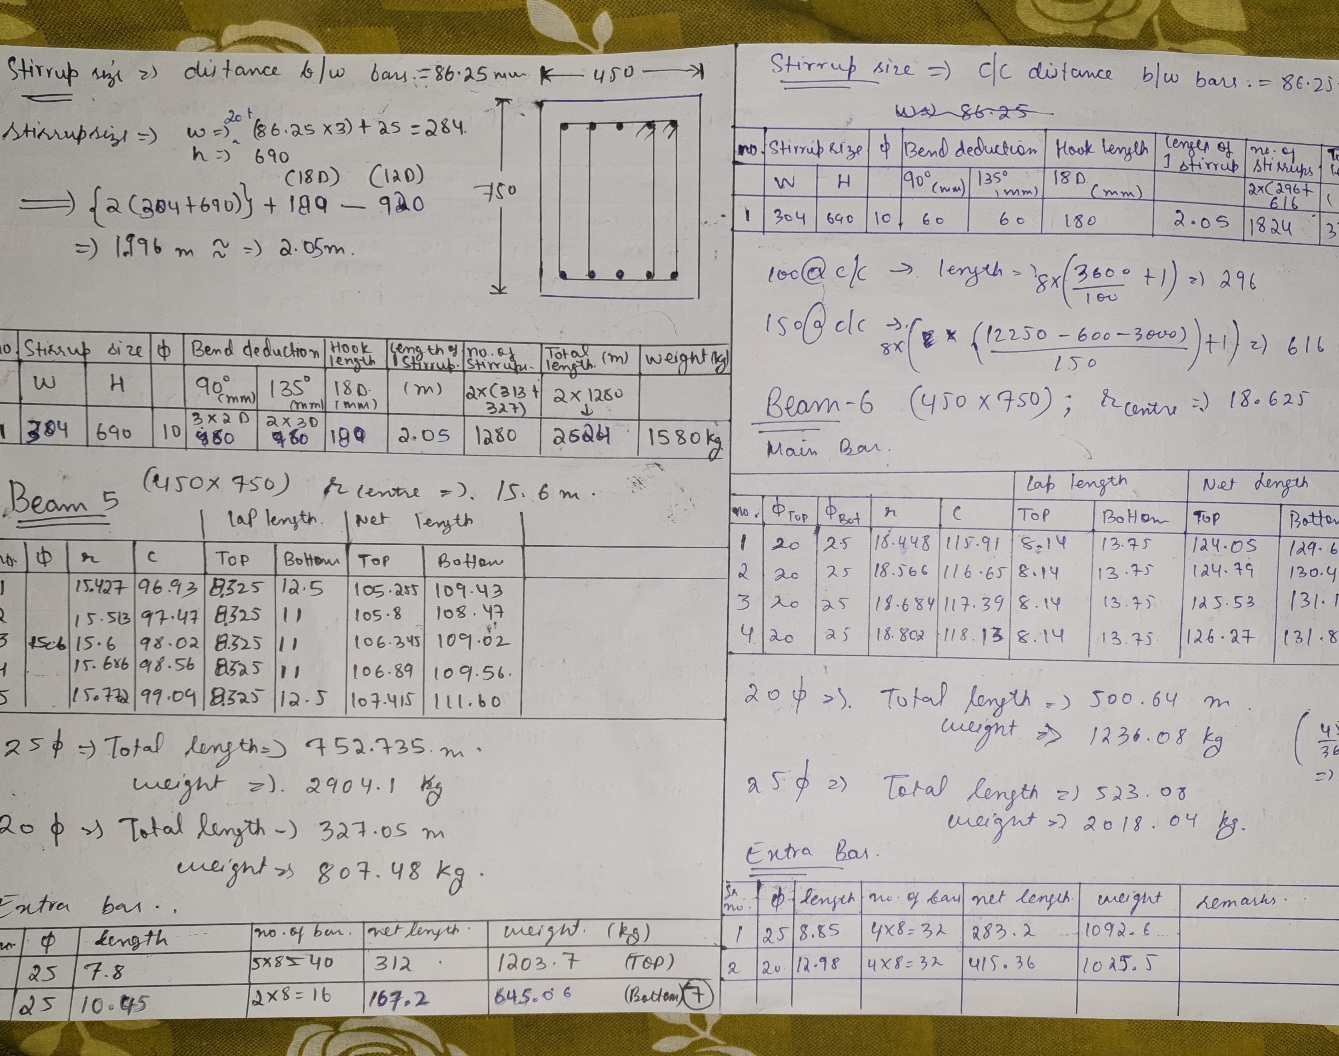 Stirrup size => distance b/w bars. = 86.25 mm
450
Stirrup size => w => 20+ (86.25 x 3) + 25 = 284.
h => 690
(18D) (12D)
=> {2(304+690)} + 180 - 920
=> 1.996 m ≈ => 2.05m.
750
no. Stirrup size ϕ Bend deduction Hook length length of 1 Stirrup. no. of stirrups. Total length. (m) weight (kg)
W H 90° (mm) 135° (mm) 18D. (mm) (m) 2x(313+327) 2x1280
1 304 690 10 3x2D 60 2x3D 60 180 2.05 1280 2624 1580 kg
Beam 5 (450 x 750) r centre =). 15.6 m.
lap length. Net length
no. ϕ r C TOP Bottom TOP Bottom
1 15.427 96.93 8.325 12.5 105.255 109.43
2 15.513 97.47 8.325 11 105.8 108.47
3 15.6 98.02 8.325 11 106.345 109.02
4 15.686 98.56 8.325 11 106.89 109.56.
5 15.772 99.09 8.325 12.5 107.415 111.60
25ϕ => Total length => 752.735. m.
weight =). 2904.1 kg
20ϕ => Total length -) 327.05 m
weight => 807.48 kg.
Extra bar..
no. ϕ length no. of bar. net length. weight. (kg)
25 7.8 5x8=40 312 1203.7 (TOP)
25 10.45 2x8=16 167.2 645.06 (Bottom) 7
Stirrup size => c/c distance b/w bars. = 86.25
W => 86.25
no. Stirrup size ϕ Bend deduction Hook length length of 1 stirrup no. of stirrups
W H 90° (mm) 135° (mm) 18D (mm) 2x(296+616
1 304 690 10 60 60 180 2.05 1824 3
100@ c/c → length = 8x(3600/100 +1) => 296
150@ c/c => 8x((12250-600-3000)/150 +1) => 616
Beam-6 (450 x 750); r centre => 18.625
Main Bar.
lap length Net length
no. ϕ Top ϕ Bot r C TOP Bottom TOP Botto
1 20 25 18.448 115.91 8.14 13.75 124.05 129.6
2 20 25 18.566 116.65 8.14 13.75 124.79 130.4
3 20 25 18.684 117.39 8.14 13.75 125.53 131.1
4 20 25 18.802 118.13 8.14 13.75 126.27 131.8
20ϕ =>. Total length => 500.64 m.
weight => 1236.08 kg
25ϕ => Total length => 523.08
weight => 2018.04 kg.
Extra Bar.
Sr no. ϕ length no. of bars net length weight remarks.
1 25 8.85 4x8=32 283.2 1092.6
2 20 12.98 4x8=32 415.36 1025.5